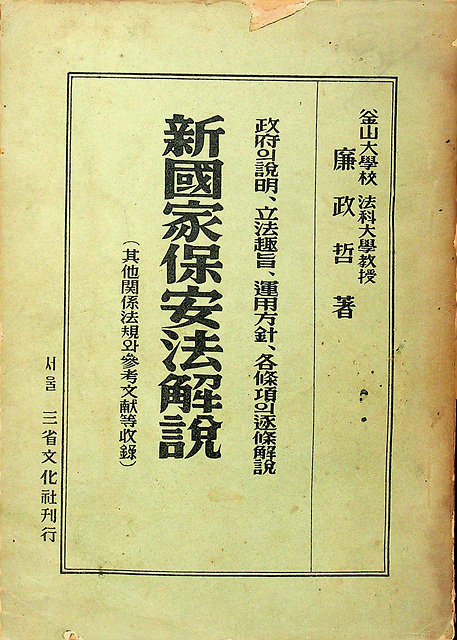 釜山大學校 法科大學教授
廉政哲 著
政府의說明、立法趣旨、運用方針、各條項의逐條解說
新國家保安法解說
(其他関係法規와參考文献等收錄)
서울 三省文化社刊行